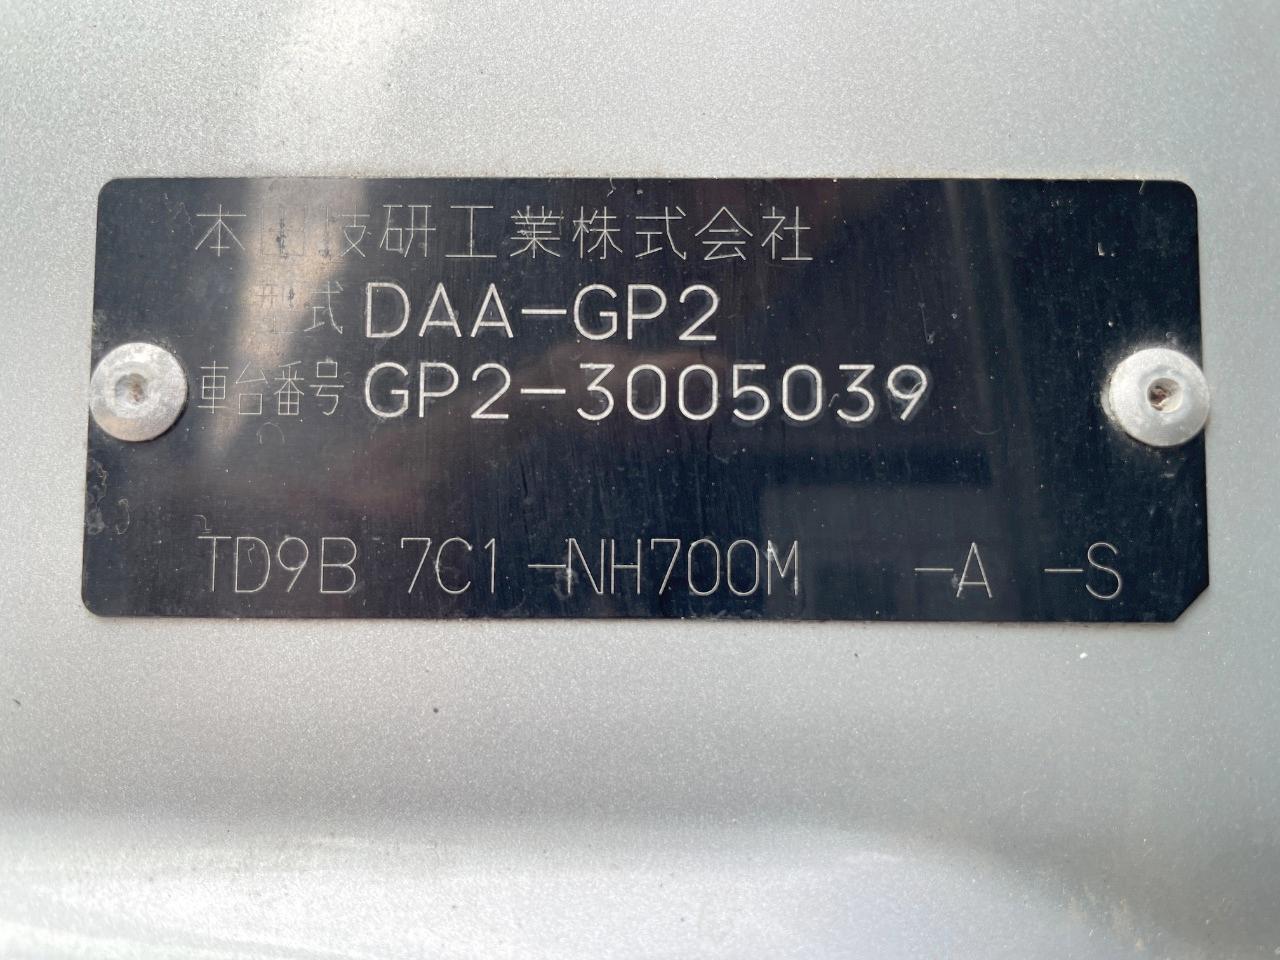 本田技研工業株式会社
型式 DAA-GP2
車台番号 GP2-3005039
TD9B 7C1 -NH700M -A -S